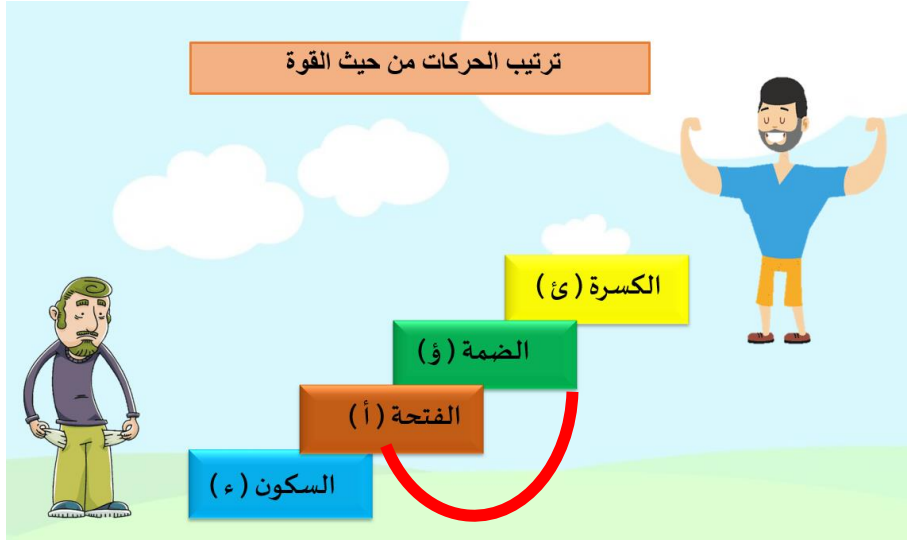 ترتيب الحركات من حيث القوة
الكسرة (ئ)
الضمة (ؤ)
الفتحة (أ)
السكون (ء)